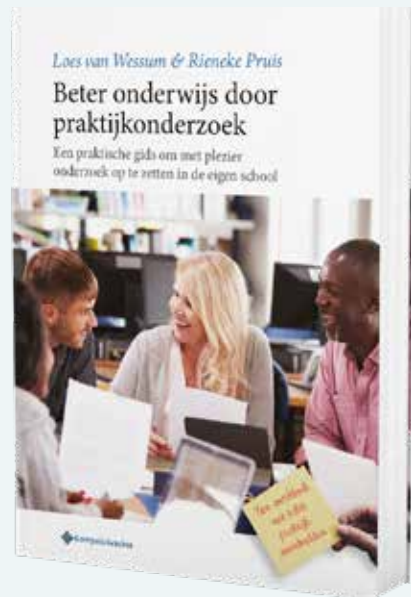 Loes van Wessum & Rieneke Pruis
Beter onderwijs door
praktijkonderzoek
Een praktische gids om met plezier
onderzoek op te zetten in de eigen school